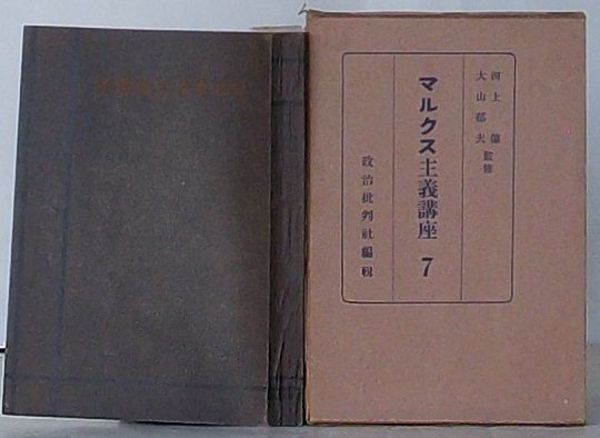 河上肇
大山郁夫 監修
マルクス主義講座 7
政治批判社編輯